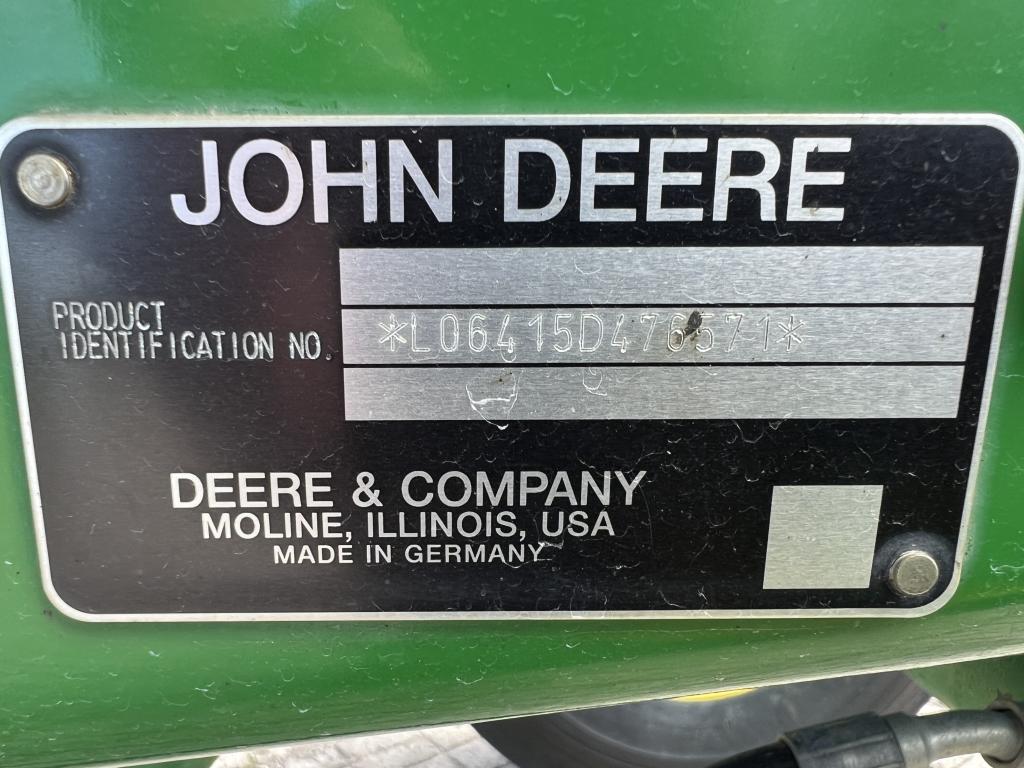 JOHN DEERE
PRODUCT
IDENTIFICATION NO.
*L06415D476571*
DEERE & COMPANY
MOLINE, ILLINOIS, USA
MADE IN GERMANY